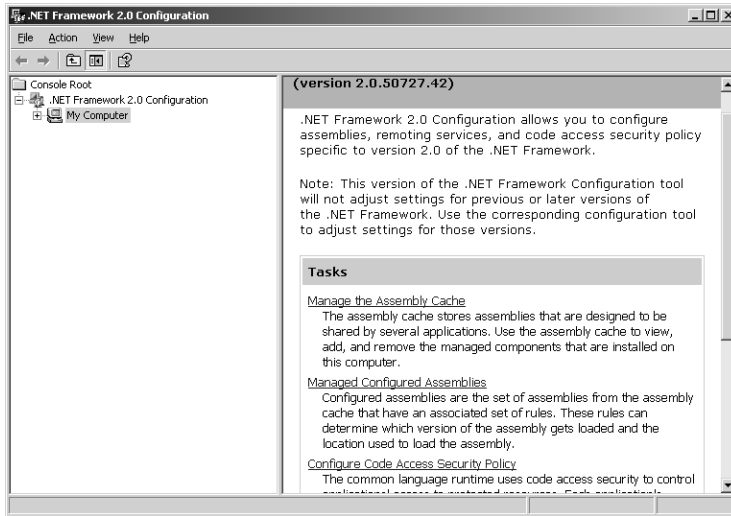 .NET Framework 2.0 Configuration
File Action View Help
Console Root
.NET Framework 2.0 Configuration
My Computer
(version 2.0.50727.42)
.NET Framework 2.0 Configuration allows you to configure
assemblies, remoting services, and code access security policy
specific to version 2.0 of the .NET Framework.
Note: This version of the .NET Framework Configuration tool
will not adjust settings for previous or later versions of
the .NET Framework. Use the corresponding configuration tool
to adjust settings for those versions.
Tasks
Manage the Assembly Cache
The assembly cache stores assemblies that are designed to be
shared by several applications. Use the assembly cache to view,
add, and remove the managed components that are installed on
this computer.
Managed Configured Assemblies
Configured assemblies are the set of assemblies from the assembly
cache that have an associated set of rules. These rules can
determine which version of the assembly gets loaded and the
location used to load the assembly.
Configure Code Access Security Policy
The common language runtime uses code access security to control